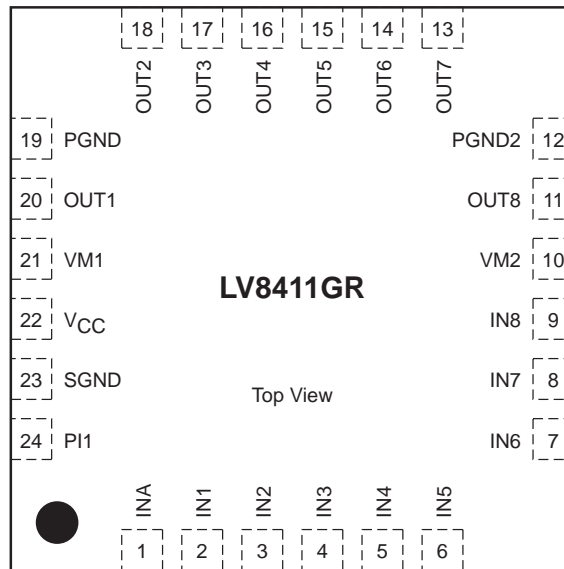 18 17 16 15 14 13
OUT2 OUT3 OUT4 OUT5 OUT6 OUT7
19 PGND PGND2 12
20 OUT1 OUT8 11
21 VM1 VM2 10
22 VCC IN8 9
LV8411GR
23 SGND IN7 8
Top View
24 PI1 IN6 7
INA IN1 IN2 IN3 IN4 IN5
1 2 3 4 5 6